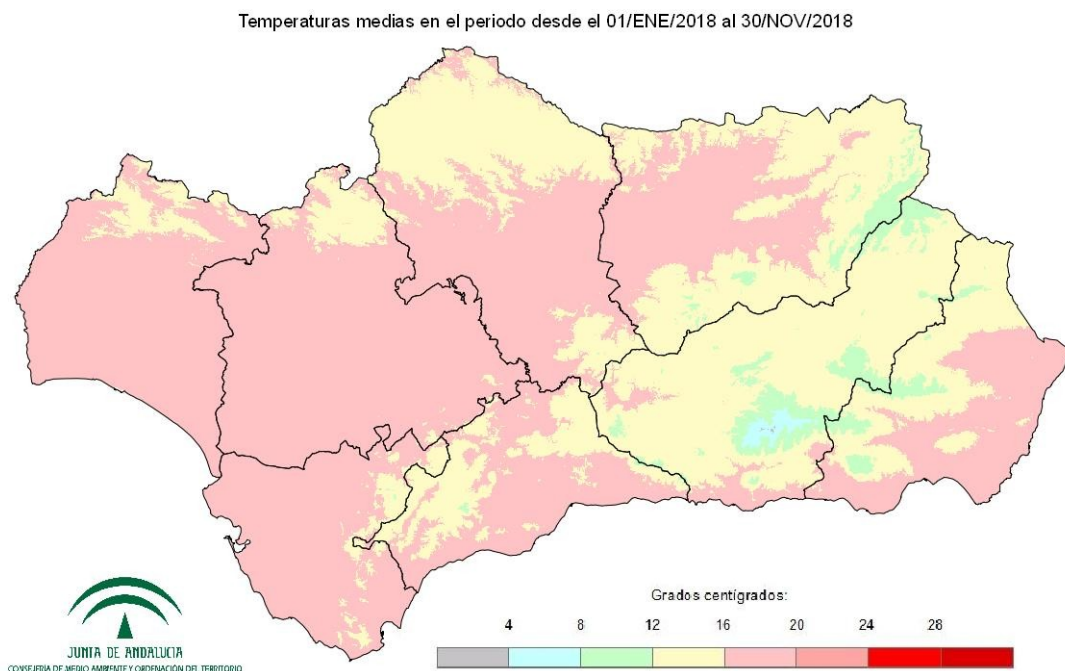 Temperaturas medias en el periodo desde el 01/ENE/2018 al 30/NOV/2018
Grados centígrados:
4 8 12 16 20 24 28
JUNTA DE ANDALUCIA
CONSEJERÍA DE MEDIO AMBIENTE Y ORDENACIÓN DEL TERRITORIO